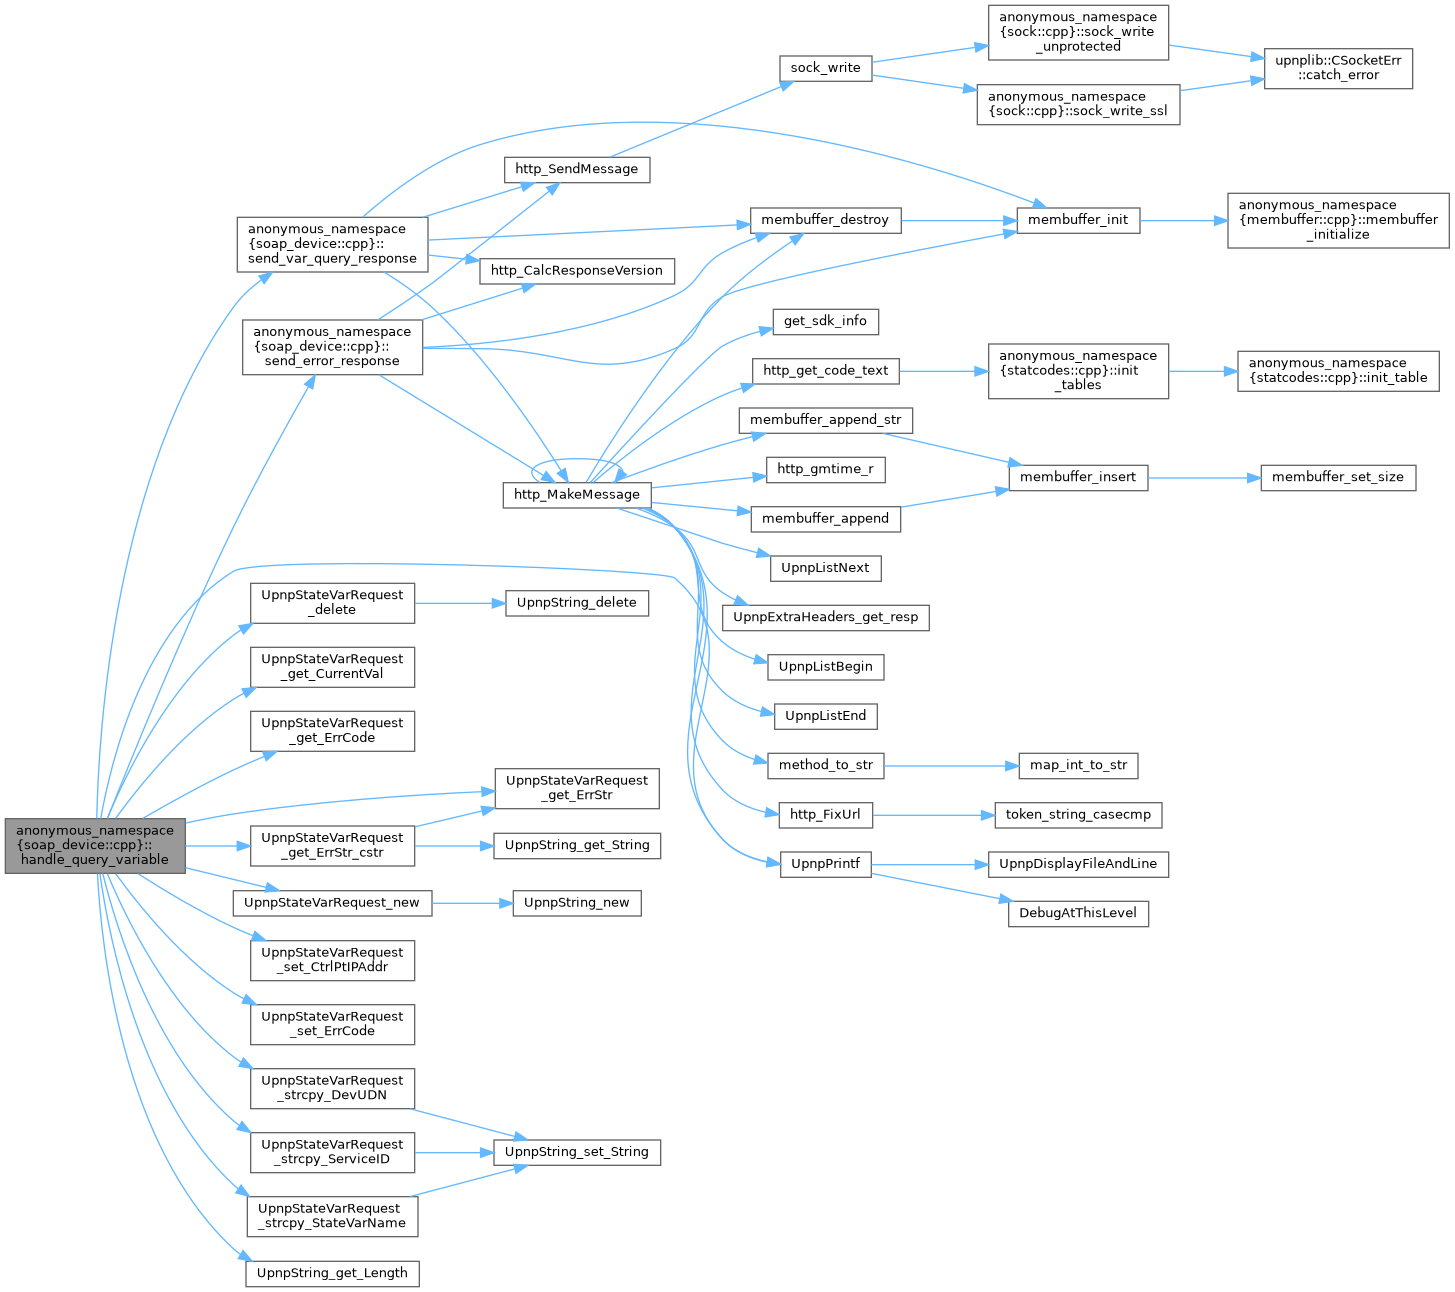 anonymous_namespace
{sock::cpp}::sock_write
_unprotected
upnplib::CSocketErr
::catch_error
sock_write
anonymous_namespace
{sock::cpp}::sock_write_ssl
http_SendMessage
anonymous_namespace
{soap_device::cpp}::
send_var_query_response
membuffer_destroy
membuffer_init
anonymous_namespace
{membuffer::cpp}::membuffer
_initialize
http_CalcResponseVersion
anonymous_namespace
{soap_device::cpp}::
send_error_response
get_sdk_info
http_get_code_text
anonymous_namespace
{statcodes::cpp}::init
_tables
anonymous_namespace
{statcodes::cpp}::init_table
membuffer_append_str
http_gmtime_r
membuffer_insert
membuffer_set_size
http_MakeMessage
membuffer_append
UpnpListNext
UpnpStateVarRequest
_delete
UpnpString_delete
UpnpExtraHeaders_get_resp
UpnpStateVarRequest
_get_CurrentVal
UpnpListBegin
UpnpStateVarRequest
_get_ErrCode
UpnpListEnd
method_to_str
map_int_to_str
UpnpStateVarRequest
_get_ErrStr
http_FixUrl
token_string_casecmp
anonymous_namespace
{soap_device::cpp}::
handle_query_variable
UpnpStateVarRequest
_get_ErrStr_cstr
UpnpString_get_String
UpnpPrintf
UpnpDisplayFileAndLine
UpnpStateVarRequest_new
UpnpString_new
DebugAtThisLevel
UpnpStateVarRequest
_set_CtrlPtIPAddr
UpnpStateVarRequest
_set_ErrCode
UpnpStateVarRequest
_strcpy_DevUDN
UpnpStateVarRequest
_strcpy_ServiceID
UpnpString_set_String
UpnpStateVarRequest
_strcpy_StateVarName
UpnpString_get_Length